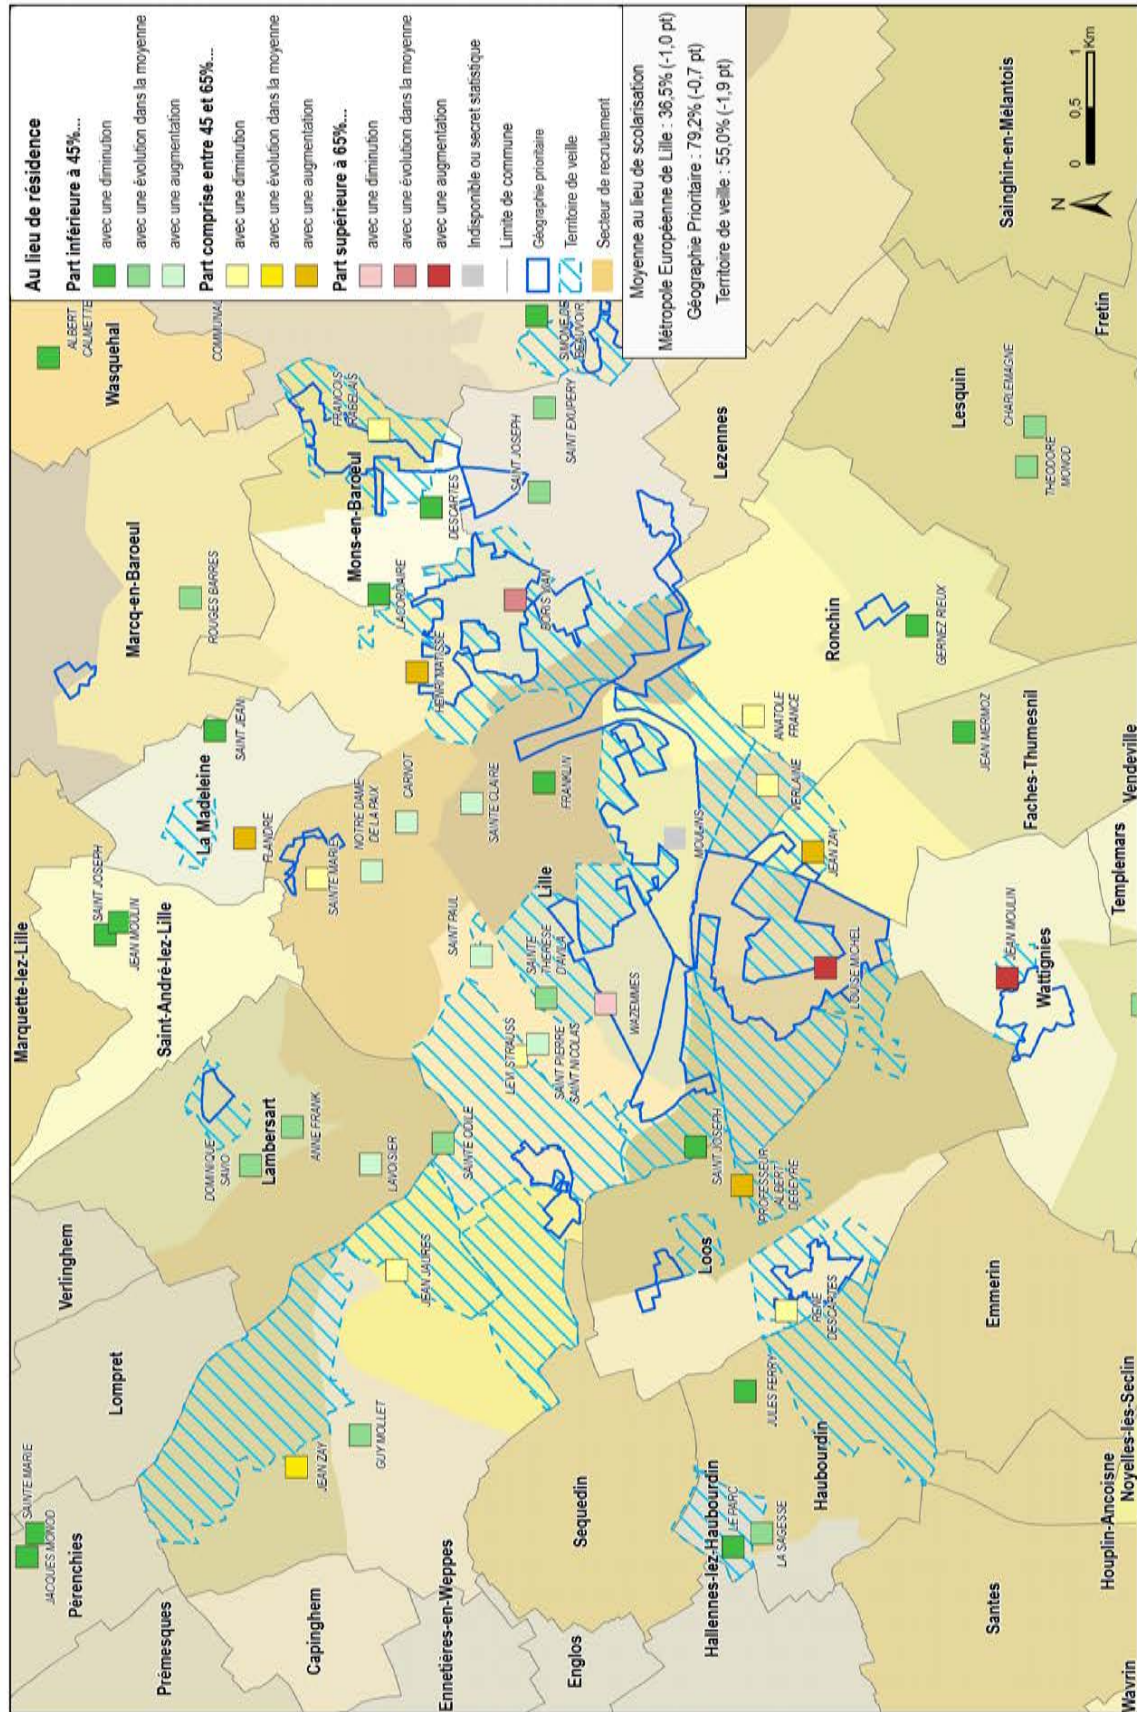 Au lieu de résidence
Part inférieure à 45%...
avec une diminution
avec une évolution dans la moyenne
avec une augmentation
Part comprise entre 45 et 65%...
avec une diminution
avec une évolution dans la moyenne
avec une augmentation
Part supérieure à 65%...
avec une diminution
avec une évolution dans la moyenne
avec une augmentation
Indisponible ou secret statistique
Limite de commune
Géographie prioritaire
Territoire de veille
Secteur de recrutement
Moyenne au lieu de scolarisation
Métropole Européenne de Lille : 36,5% (-1,0 pt)
Géographie Prioritaire : 79,2% (-0,7 pt)
Territoire de veille : 55,0% (-1,9 pt)
N
0 0,5 1
Km
SAINTE MARIE
JACQUES MONOD
Pérenchies
Prémesques
Lompret
Verlinghem
Capinghem
Ennetières-en-Weppes
Englos
Sequedin
JEAN ZAY
GUY MOLLET
JEAN JAURES
Marquette-lez-Lille
SAINT JOSEPH
JEAN MOULIN
Saint-André-lez-Lille
DOMINIQUE
SAVIO
Lambersart
ANNE FRANK
LAVOISIER
SAINTE ODILE
La Madeleine
SAINT JEAN
FLANDRE
SAINTE MARIE
NOTRE DAME
DE LA PAIX
CARNOT
SAINTE CLAIRE
FRANKLIN
Lille
SAINT PAUL
SAINTE
THERESE
D'AVILA
LEVI STRAUSS
SAINT PIERRE
SAINT NICOLAS
WAZEMMES
MOULINS
Marcq-en-Baroeul
ROUGES BARRES
Wasquehal
ALBERT
CALMETTE
COMMUNAL
Mons-en-Baroeul
FRANCOIS
RABELAIS
DESCARTES
LACORDAIRE
HENRI MATISSE
BORIS VIAN
SAINT JOSEPH
SAINT EXUPERY
SIMONE DE
BEAUVOIR
Lezennes
Ronchin
GERNEZ RIEUX
ANATOLE
FRANCE
VERLAINE
JEAN ZAY
LOUISE MICHEL
JEAN MERMOZ
Faches-Thumesnil
Vendeville
Templemars
JEAN MOULIN
Wattignies
Lesquin
CHARLEMAGNE
THEODORE
MONOD
Fretin
Sainghin-en-Mélantois
SAINT JOSEPH
PROFESSEUR
ALBERT
DEBEYRE
Loos
RENE
DESCARTES
JULES FERRY
Haubourdin
Hallennes-lez-Haubourdin
LE PARC
LA SAGESSE
Emmerin
Santes
Houplin-Ancoisne
Noyelles-lès-Seclin
Wavrin